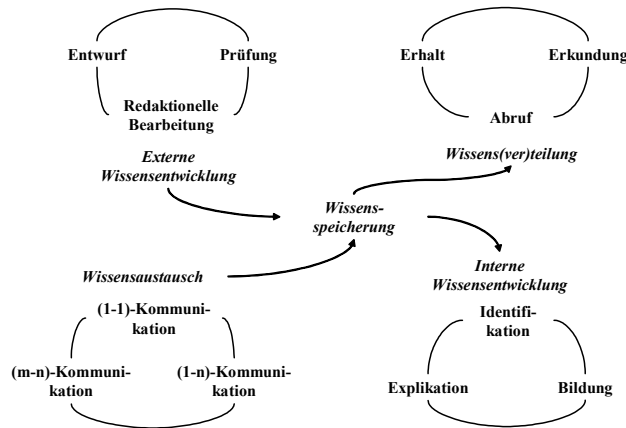 Entwurf
Prüfung
Redaktionelle
Bearbeitung
Externe
Wissensentwicklung
Erhalt
Erkundung
Abruf
Wissens(ver)teilung
Wissens-
speicherung
Wissensaustausch
(1-1)-Kommuni-
kation
(m-n)-Kommuni-
kation
(1-n)-Kommuni-
kation
Interne
Wissensentwicklung
Identifi-
kation
Explikation
Bildung